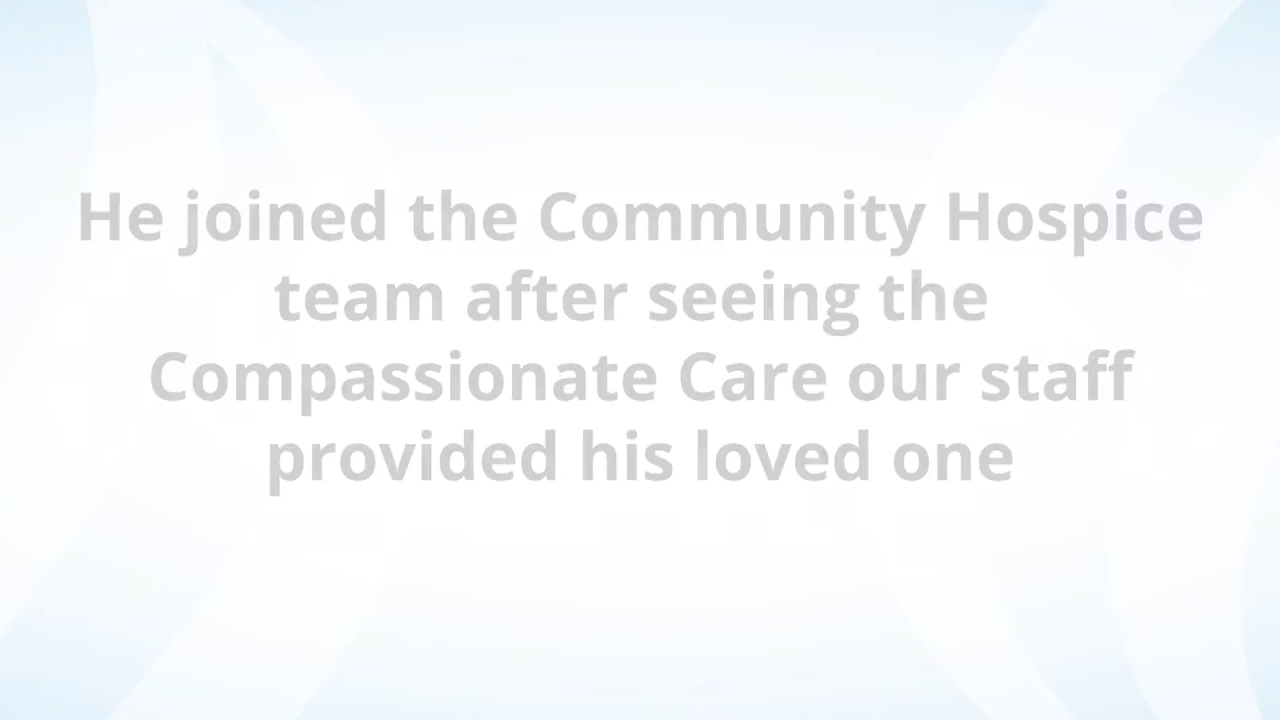 He joined the Community Hospice
team after seeing the
Compassionate Care our staff
provided his loved one